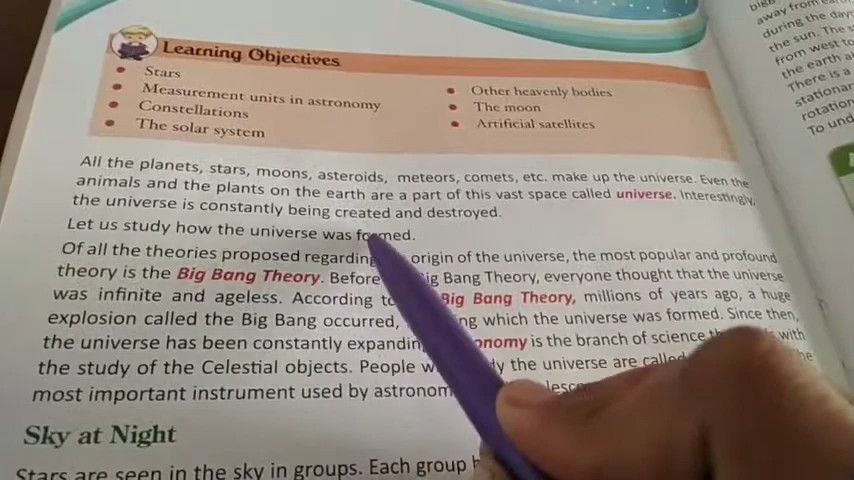 Learning Objectives
Stars
Measurement units in astronomy
Constellations
The solar system
Other heavenly bodies
The moon
Artificial satellites
All the planets, stars, moons, asteroids, meteors, comets, etc. make up the universe. Even the
animals and the plants on the earth are a part of this vast space called universe. Interestingly,
the universe is constantly being created and destroyed.
Let us study how the universe was formed.
Of all the theories proposed regarding origin of the universe, the most popular and profound
theory is the Big Bang Theory. Before Big Bang Theory, everyone thought that the universe
was infinite and ageless. According to Big Bang Theory, millions of years ago, a huge
explosion called the Big Bang occurred, which the universe was formed. Since then,
the universe has been constantly expanding is the branch of science with
the study of the Celestial objects. People the universe are called
most important instrument used by
Sky at Night
Stars are seen in the sky in groups. Each group
away from
during the day
the sun.
from west to
the earth
There is a
stationar
rotation
To und